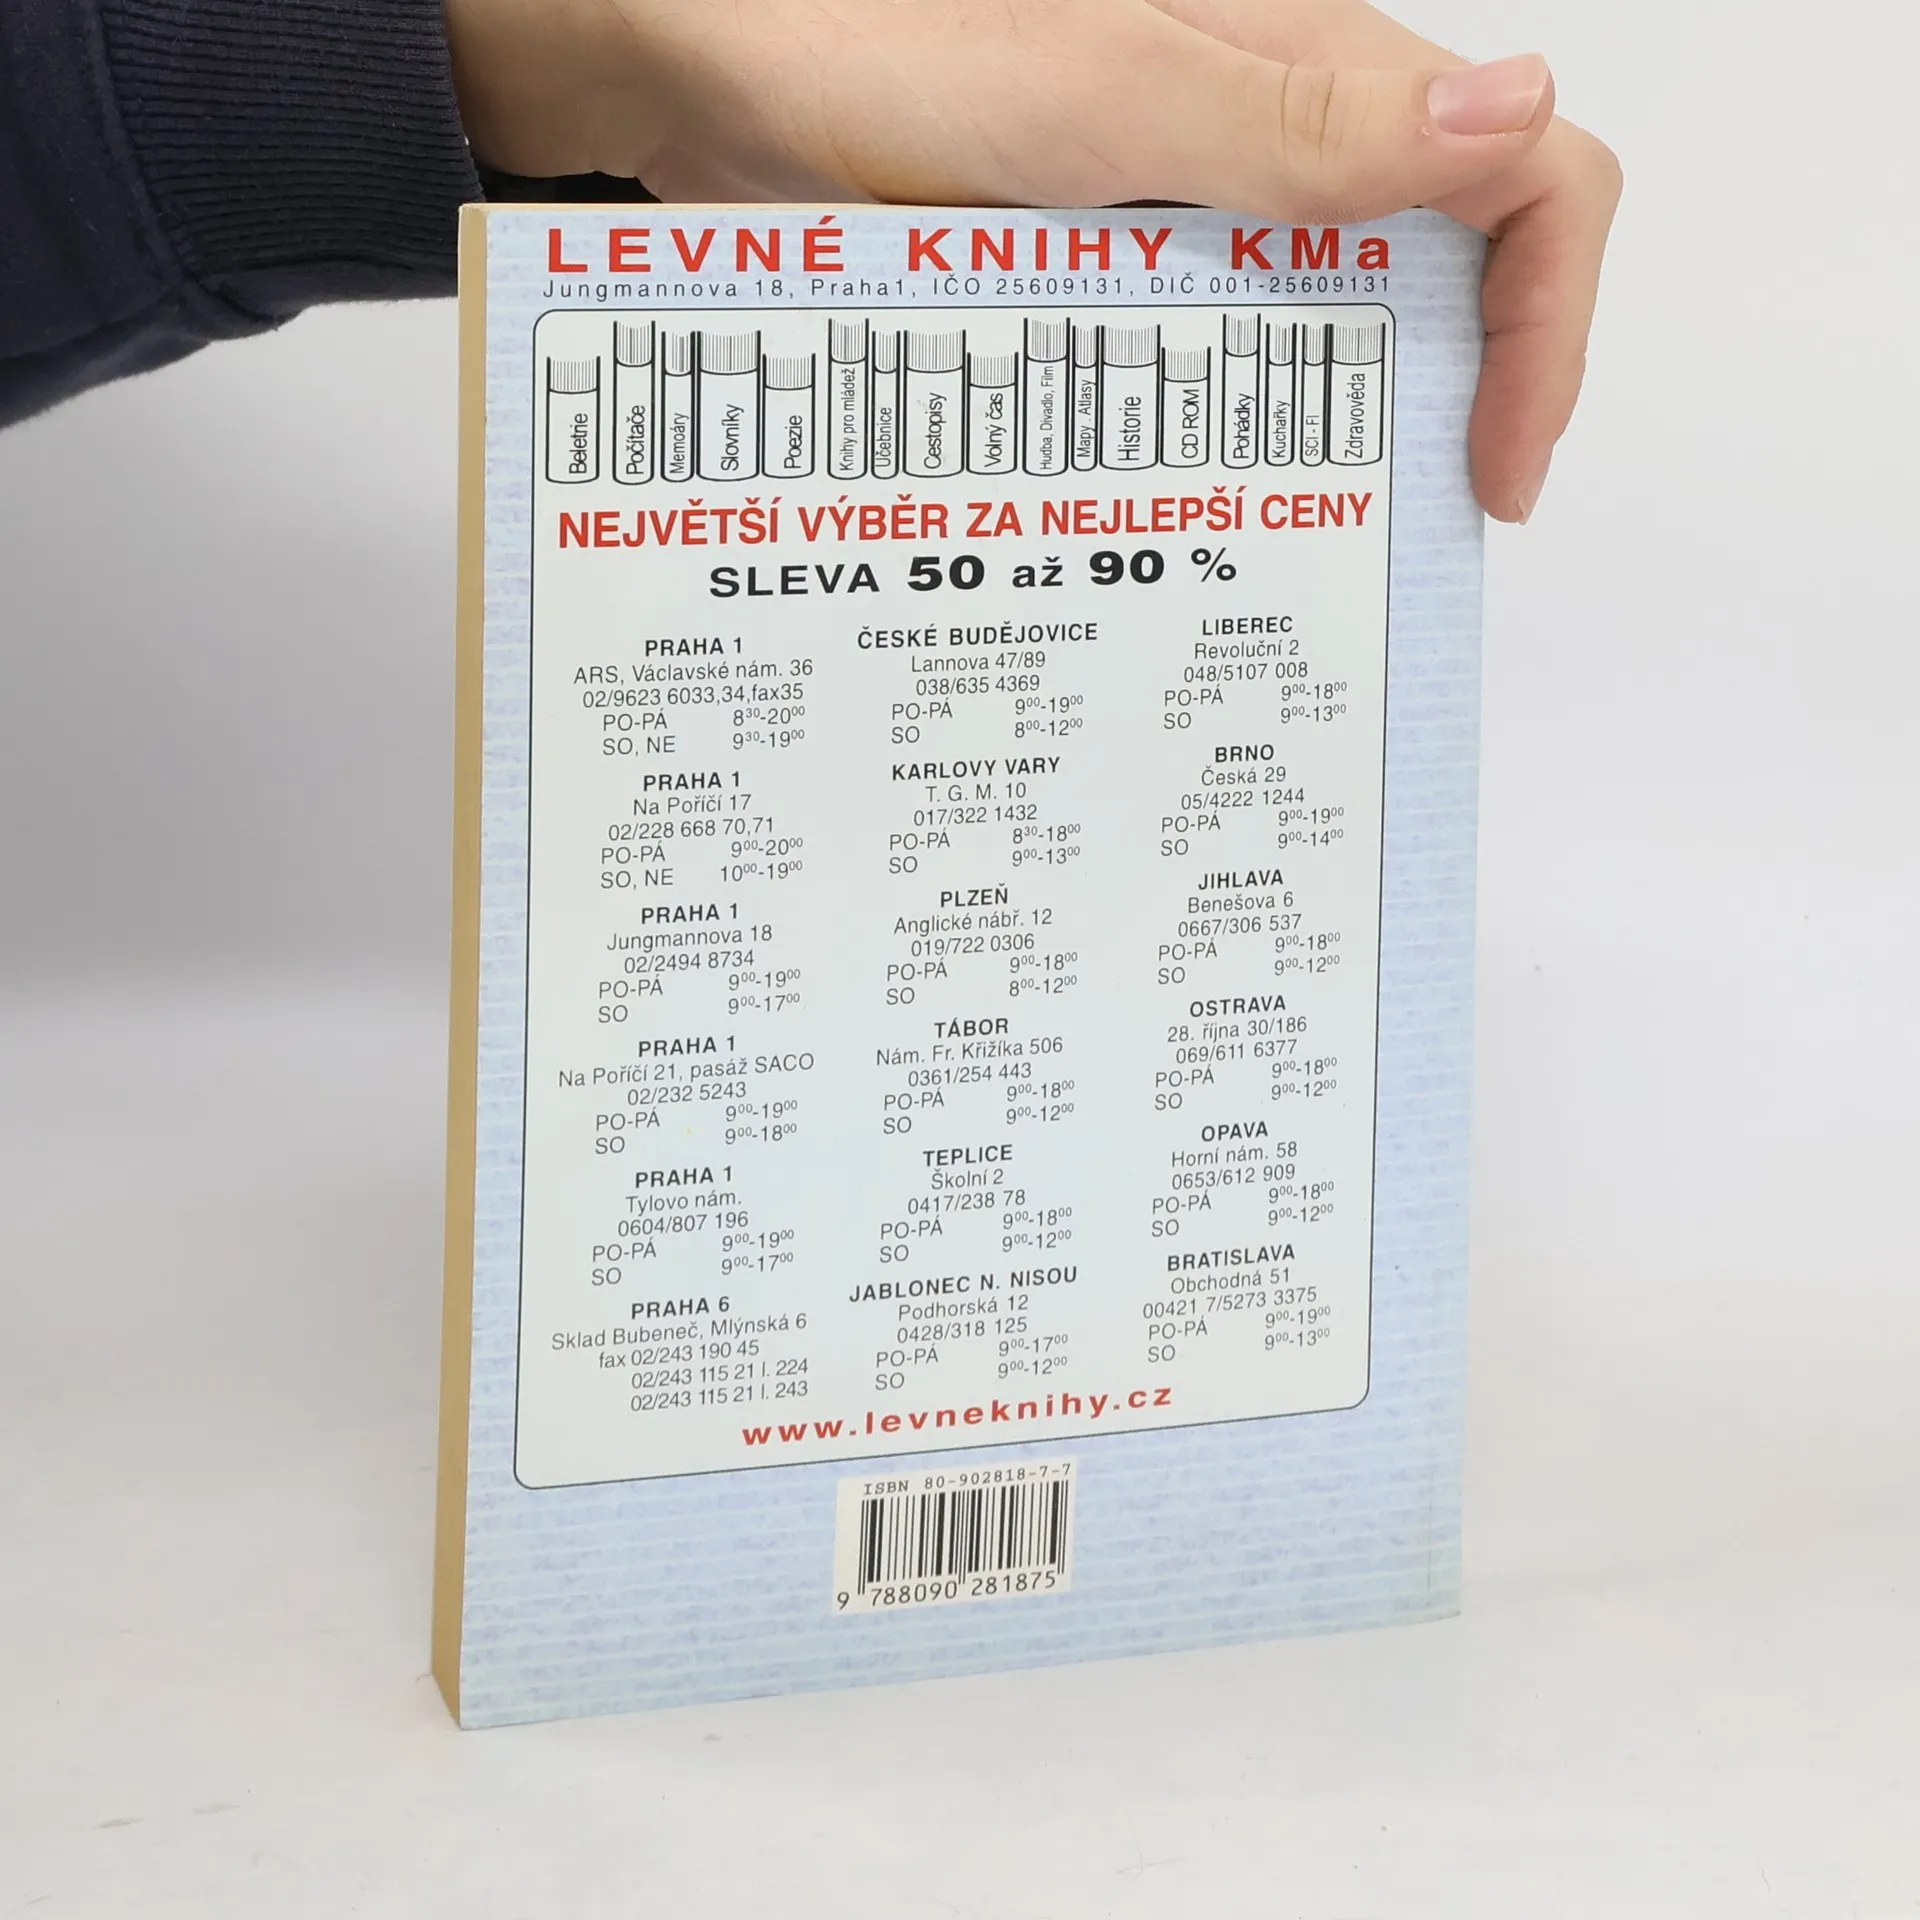 LEVNÉ KNIHY KMa
Jungmannova 18, Praha1, IČO 25609131, DIČ 001-25609131
Beletrie
Počítače
Memoáry
Slovníky
Poezie
Knihy pro mládež
Učebnice
Cestopisy
Volný čas
Hudba, Divadlo, Film
Mapy . Atlasy
Historie
CD ROM
Pohádky
Kuchařky
SCI - FI
Zdravověda
NEJVĚTŠÍ VÝBĚR ZA NEJLEPŠÍ CENY
SLEVA 50 až 90 %
PRAHA 1
ARS, Václavské nám. 36
02/9623 6033,34,fax35
PO-PÁ 8³⁰-20⁰⁰
SO, NE 9³⁰-19⁰⁰
PRAHA 1
Na Poříčí 17
02/228 668 70,71
PO-PÁ 9⁰⁰-20⁰⁰
SO, NE 10⁰⁰-19⁰⁰
PRAHA 1
Jungmannova 18
02/2494 8734
PO-PÁ 9⁰⁰-19⁰⁰
SO 9⁰⁰-17⁰⁰
PRAHA 1
Na Poříčí 21, pasáž SACO
02/232 5243
PO-PÁ 9⁰⁰-19⁰⁰
SO 9⁰⁰-18⁰⁰
PRAHA 1
Tylovo nám.
0604/807 196
PO-PÁ 9⁰⁰-19⁰⁰
SO 9⁰⁰-17⁰⁰
PRAHA 6
Sklad Bubeneč, Mlýnská 6
fax 02/243 190 45
02/243 115 21 l. 224
02/243 115 21 l. 243
ČESKÉ BUDĚJOVICE
Lannova 47/89
038/635 4369
PO-PÁ 9⁰⁰-19⁰⁰
SO 8⁰⁰-12⁰⁰
KARLOVY VARY
T. G. M. 10
017/322 1432
PO-PÁ 8³⁰-18⁰⁰
SO 9⁰⁰-13⁰⁰
PLZEŇ
Anglické nábř. 12
019/722 0306
PO-PÁ 9⁰⁰-18⁰⁰
SO 8⁰⁰-12⁰⁰
TÁBOR
Nám. Fr. Křižíka 506
0361/254 443
PO-PÁ 9⁰⁰-18⁰⁰
SO 9⁰⁰-12⁰⁰
TEPLICE
Školní 2
0417/238 78
PO-PÁ 9⁰⁰-18⁰⁰
SO 9⁰⁰-12⁰⁰
JABLONEC N. NISOU
Podhorská 12
0428/318 125
PO-PÁ 9⁰⁰-17⁰⁰
SO 9⁰⁰-12⁰⁰
LIBEREC
Revoluční 2
048/5107 008
PO-PÁ 9⁰⁰-18⁰⁰
SO 9⁰⁰-13⁰⁰
BRNO
Česká 29
05/4222 1244
PO-PÁ 9⁰⁰-19⁰⁰
SO 9⁰⁰-14⁰⁰
JIHLAVA
Benešova 6
0667/306 537
PO-PÁ 9⁰⁰-18⁰⁰
SO 9⁰⁰-12⁰⁰
OSTRAVA
28. října 30/186
069/611 6377
PO-PÁ 9⁰⁰-18⁰⁰
SO 9⁰⁰-12⁰⁰
OPAVA
Horní nám. 58
0653/612 909
PO-PÁ 9⁰⁰-18⁰⁰
SO 9⁰⁰-12⁰⁰
BRATISLAVA
Obchodná 51
00421 7/5273 3375
PO-PÁ 9⁰⁰-19⁰⁰
SO 9⁰⁰-13⁰⁰
www.levneknihy.cz
ISBN 80-902818-7-7
9 788090 281875